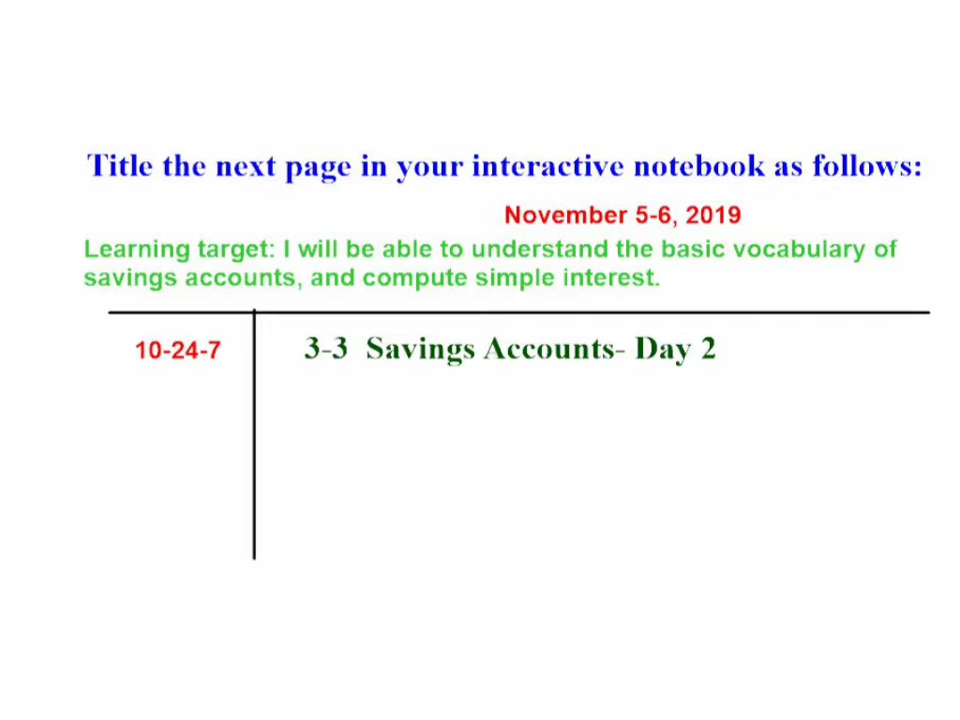 Title the next page in your interactive notebook as follows:
November 5-6, 2019
Learning target: I will be able to understand the basic vocabulary of
savings accounts, and compute simple interest.
10-24-7 3-3 Savings Accounts- Day 2